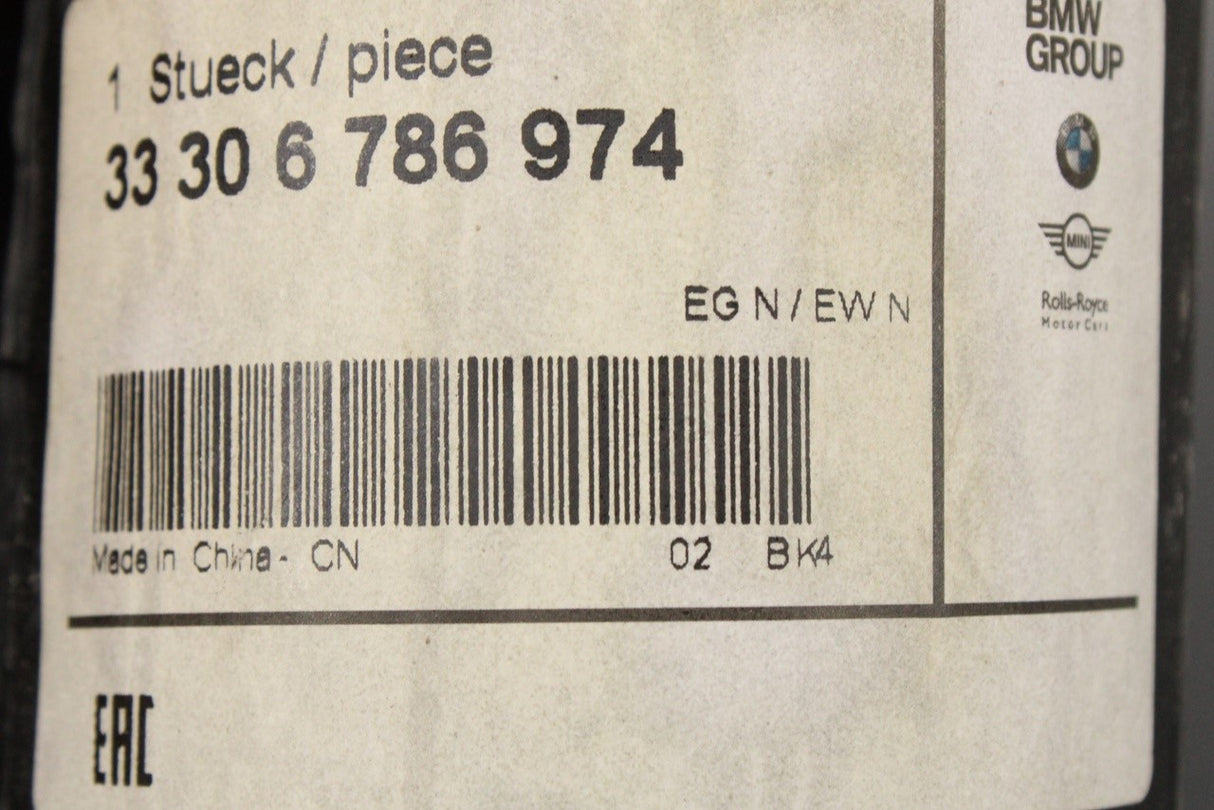 1 Stueck / piece
33 30 6 786 974
EG N / EW N
Made in China - CN
02 BK4
EAC
BMW
GROUP
MINI
Rolls-Royce
Motor Cars